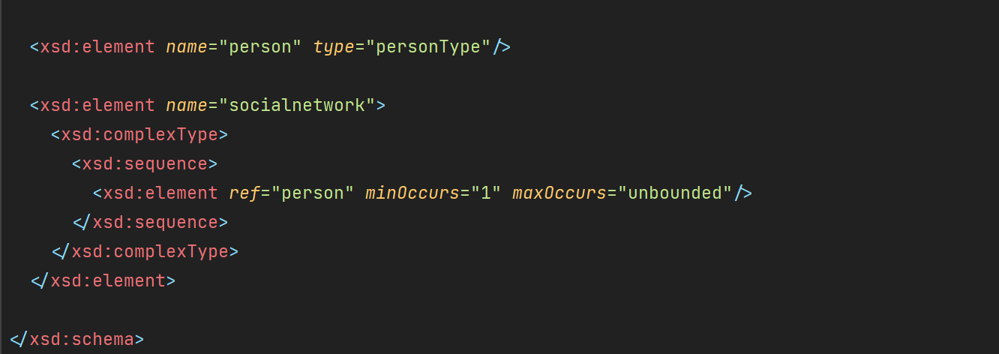 <xsd:element name="person" type="personType"/>
<xsd:element name="socialnetwork">
<xsd:complexType>
<xsd:sequence>
<xsd:element ref="person" minOccurs="1" maxOccurs="unbounded"/>
</xsd:sequence>
</xsd:complexType>
</xsd:element>
</xsd:schema>